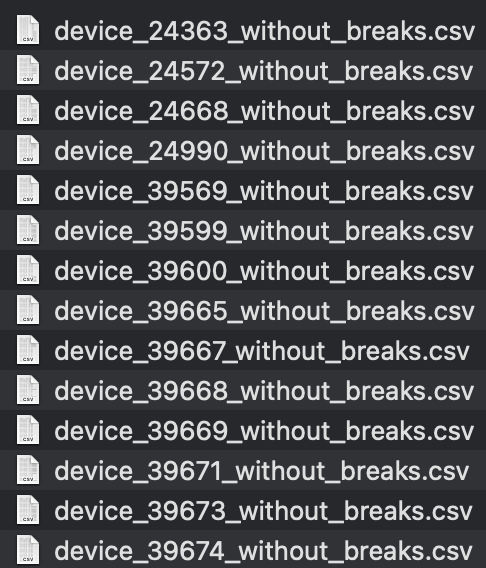 device_24363_without_breaks.csv
device_24572_without_breaks.csv
device_24668_without_breaks.csv
device_24990_without_breaks.csv
device_39569_without_breaks.csv
device_39599_without_breaks.csv
device_39600_without_breaks.csv
device_39665_without_breaks.csv
device_39667_without_breaks.csv
device_39668_without_breaks.csv
device_39669_without_breaks.csv
device_39671_without_breaks.csv
device_39673_without_breaks.csv
device_39674_without_breaks.csv